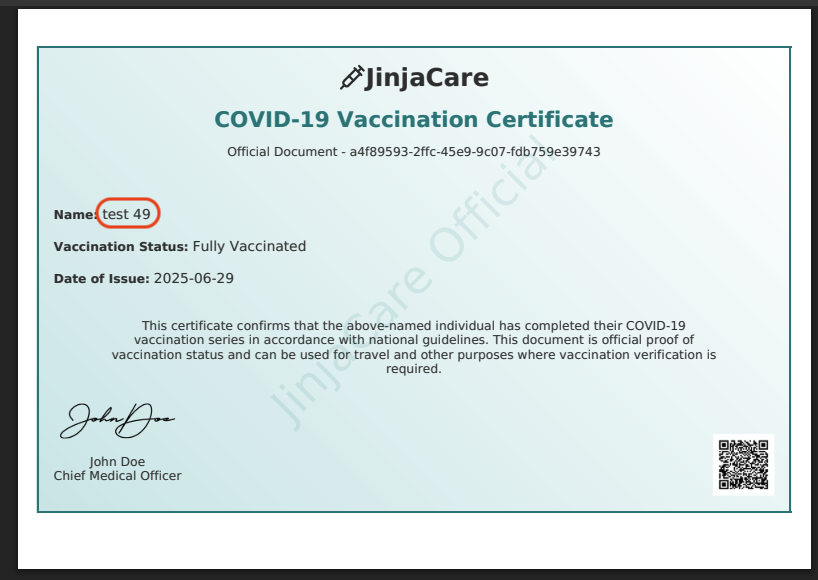 JinjaCare
COVID-19 Vaccination Certificate
Official Document - a4f89593-2ffc-45e9-9c07-fdb759e39743
Name: test 49
Vaccination Status: Fully Vaccinated
Date of Issue: 2025-06-29
This certificate confirms that the above-named individual has completed their COVID-19
vaccination series in accordance with national guidelines. This document is official proof of
vaccination status and can be used for travel and other purposes where vaccination verification is
required.
JinjaCare Official
John Doe
John Doe
Chief Medical Officer